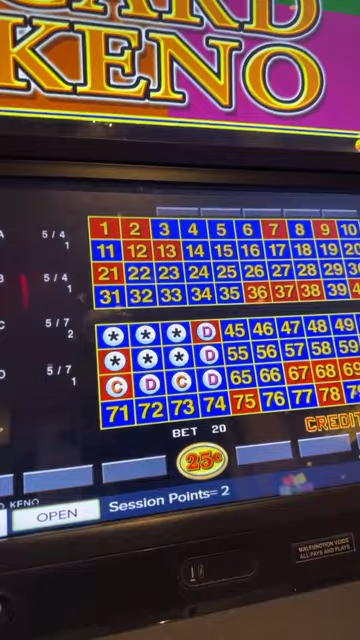 CARD
KENO
A 5/4 1 2 3 4 5 6 7 8 9 10
1 11 12 13 14 15 16 17 18 19 20
B 5/4 21 22 23 24 25 26 27 28 29 30
1 31 32 33 34 35 36 37 38 39
C 5/7 * * * D 45 46 47 48 49
2 * * * D 55 56 57 58 59
D 5/7 C D C D 65 66 67 68 69
1 71 72 73 74 75 76 77 78
BET 20
CREDIT
25¢
KENO
OPEN Session Points= 2
MALFUNCTION VOIDS
ALL PAYS AND PLAYS